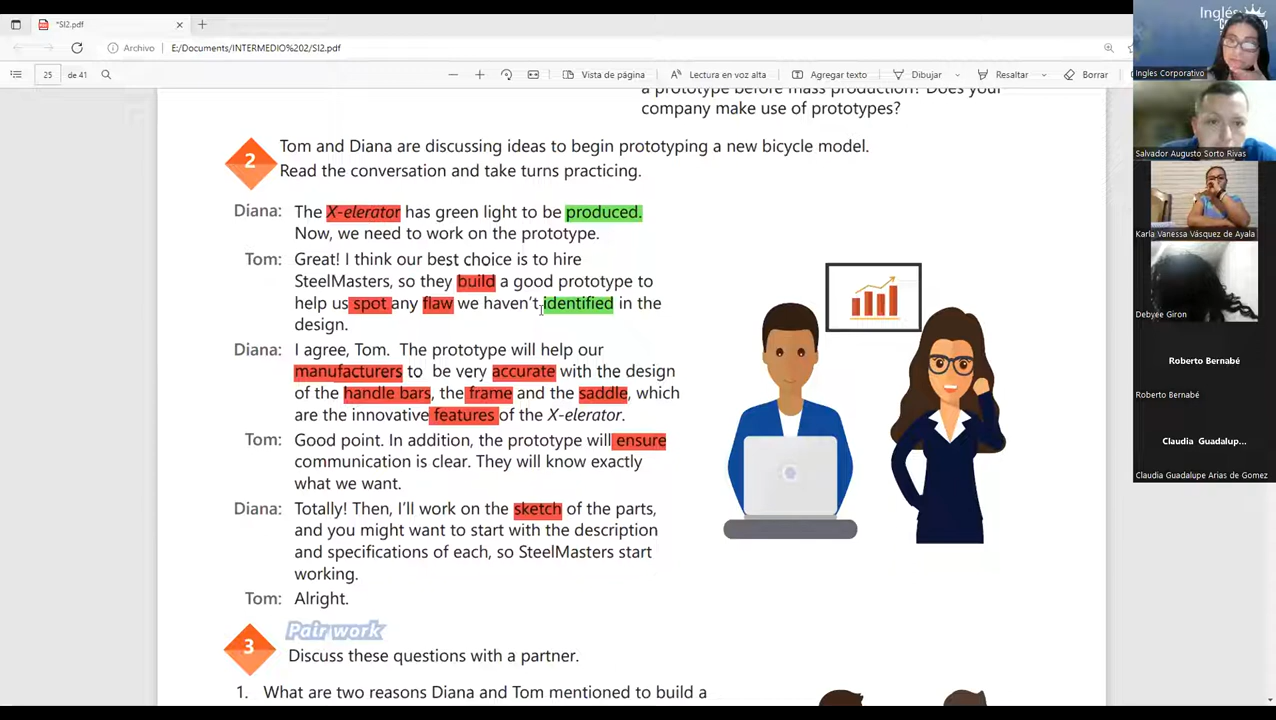 *SI2.pdf
Archivo
E:/Documents/INTERMEDIO%202/SI2.pdf
25
de 41
Vista de página
Lectura en voz alta
Agregar texto
Dibujar
Resaltar
Borrar
a prototype before mass production? Does your
company make use of prototypes?
2
Tom and Diana are discussing ideas to begin prototyping a new bicycle model.
Read the conversation and take turns practicing.
Diana: The X-elerator has green light to be produced.
Now, we need to work on the prototype.
Tom: Great! I think our best choice is to hire
SteelMasters, so they build a good prototype to
help us spot any flaw we haven't identified in the
design.
Diana: I agree, Tom. The prototype will help our
manufacturers to be very accurate with the design
of the handle bars, the frame and the saddle, which
are the innovative features of the X-elerator.
Tom: Good point. In addition, the prototype will ensure
communication is clear. They will know exactly
what we want.
Diana: Totally! Then, I'll work on the sketch of the parts,
and you might want to start with the description
and specifications of each, so SteelMasters start
working.
Tom: Alright.
Pair work
3
Discuss these questions with a partner.
1. What are two reasons Diana and Tom mentioned to build a
Inglés
Ingles Corporativo
Salvador Augusto Sorto Rivas
Karla Vanessa Vásquez de Ayala
Debyee Giron
Roberto Bernabé
Roberto Bernabé
Claudia Guadalup...
Claudia Guadalupe Arias de Gomez